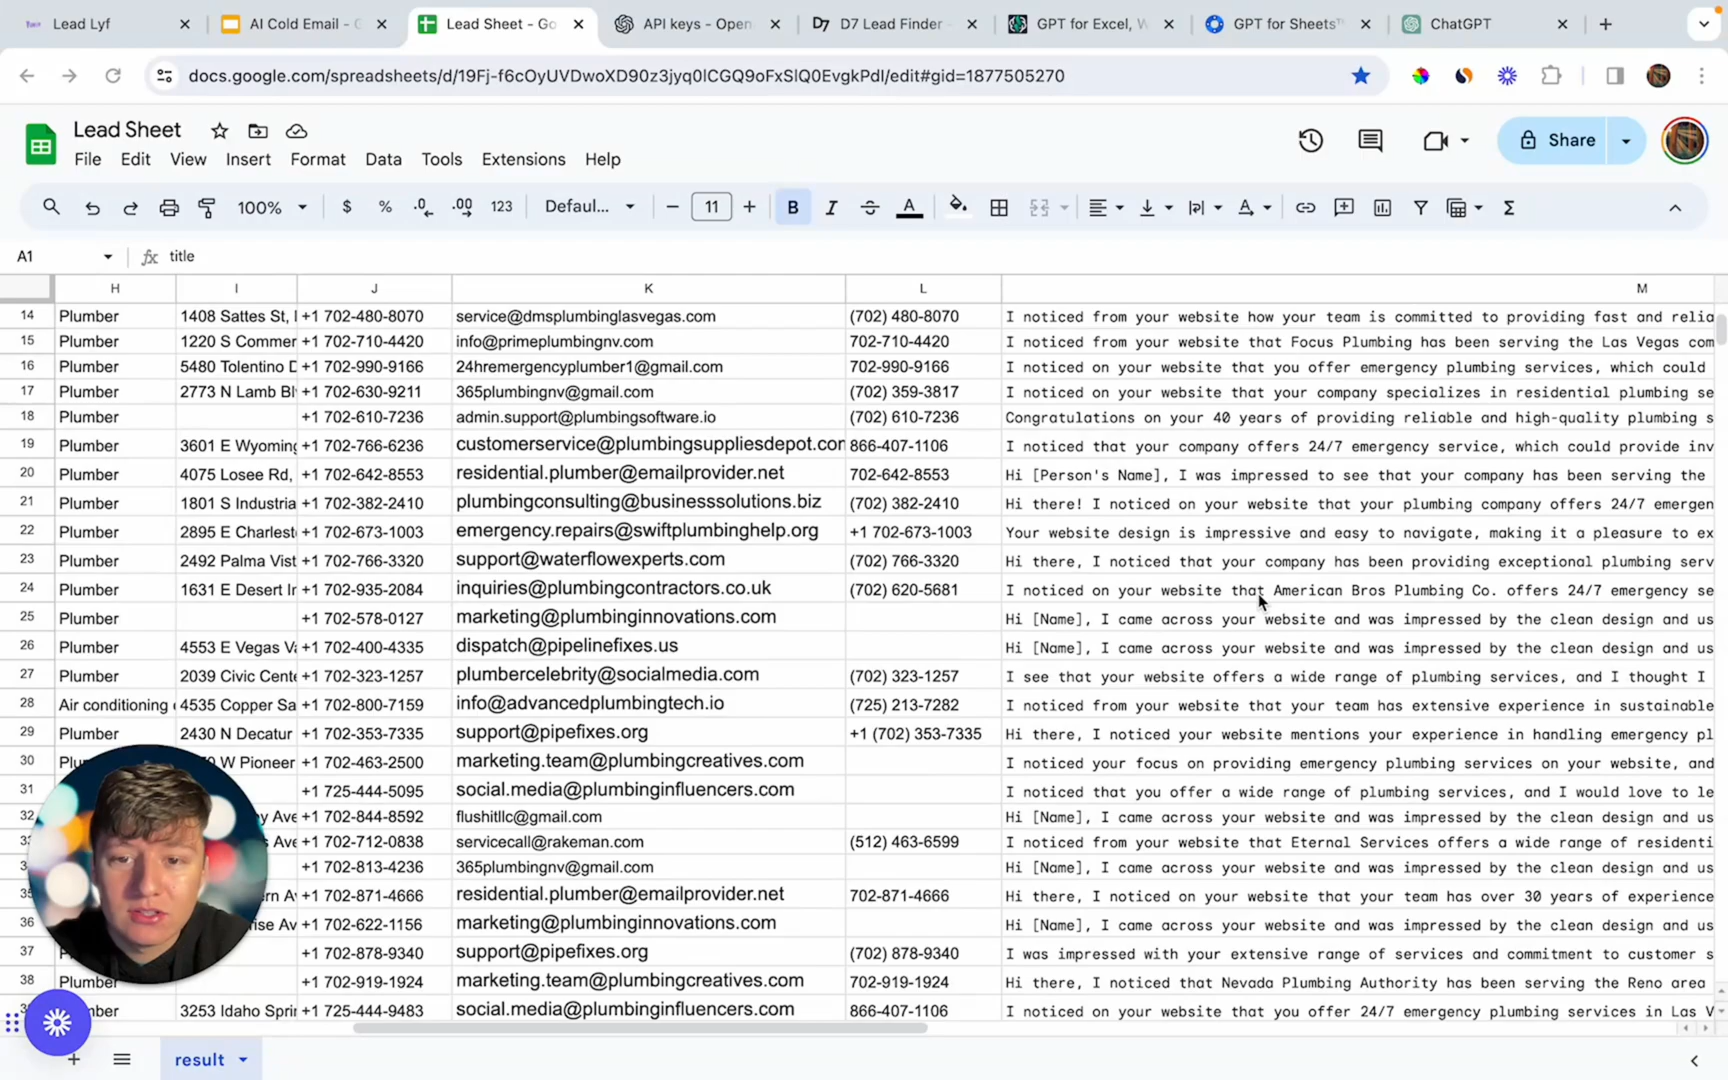 Lead Lyf
AI Cold Email - G
Lead Sheet - Go
API keys - Open
D7 D7 Lead Finder -
GPT for Excel, W
GPT for Sheets™
ChatGPT
docs.google.com/spreadsheets/d/19Fj-f6cOyUVDwoXD90z3jyq0lCGQ9oFxSlQ0EvgkPdI/edit#gid=1877505270
Lead Sheet
File Edit View Insert Format Data Tools Extensions Help
Share
100% $ % .0 .00 123 Defaul... − 11 + B I A Σ
A1 fx title
H I J K L M
14 Plumber 1408 Sattes St, +1 702-480-8070 service@dmsplumbinglasvegas.com (702) 480-8070 I noticed from your website how your team is committed to providing fast and relia
15 Plumber 1220 S Commer +1 702-710-4420 info@primeplumbingnv.com 702-710-4420 I noticed from your website that Focus Plumbing has been serving the Las Vegas com
16 Plumber 5480 Tolentino D +1 702-990-9166 24hremergencyplumber1@gmail.com 702-990-9166 I noticed on your website that you offer emergency plumbing services, which could
17 Plumber 2773 N Lamb Bl +1 702-630-9211 365plumbingnv@gmail.com (702) 359-3817 I noticed on your website that your company specializes in residential plumbing se
18 Plumber +1 702-610-7236 admin.support@plumbingsoftware.io (702) 610-7236 Congratulations on your 40 years of providing reliable and high-quality plumbing s
19 Plumber 3601 E Wyoming +1 702-766-6236 customerservice@plumbingsuppliesdepot.com 866-407-1106 I noticed that your company offers 24/7 emergency service, which could provide inv
20 Plumber 4075 Losee Rd, +1 702-642-8553 residential.plumber@emailprovider.net 702-642-8553 Hi [Person's Name], I was impressed to see that your company has been serving the
21 Plumber 1801 S Industria +1 702-382-2410 plumbingconsulting@businesssolutions.biz (702) 382-2410 Hi there! I noticed on your website that your plumbing company offers 24/7 emergen
22 Plumber 2895 E Charlest +1 702-673-1003 emergency.repairs@swiftplumbinghelp.org +1 702-673-1003 Your website design is impressive and easy to navigate, making it a pleasure to ex
23 Plumber 2492 Palma Vist +1 702-766-3320 support@waterflowexperts.com (702) 766-3320 Hi there, I noticed that your company has been providing exceptional plumbing serv
24 Plumber 1631 E Desert In +1 702-935-2084 inquiries@plumbingcontractors.co.uk (702) 620-5681 I noticed on your website that American Bros Plumbing Co. offers 24/7 emergency se
25 Plumber +1 702-578-0127 marketing@plumbinginnovations.com Hi [Name], I came across your website and was impressed by the clean design and us
26 Plumber 4553 E Vegas Va +1 702-400-4335 dispatch@pipelinefixes.us Hi [Name], I came across your website and was impressed by the clean design and us
27 Plumber 2039 Civic Cente +1 702-323-1257 plumbercelebrity@socialmedia.com (702) 323-1257 I see that your website offers a wide range of plumbing services, and I thought I
28 Air conditioning 4535 Copper Sa +1 702-800-7159 info@advancedplumbingtech.io (725) 213-7282 I noticed from your website that your team has extensive experience in sustainable
29 Plumber 2430 N Decatur +1 702-353-7335 support@pipefixes.org +1 (702) 353-7335 Hi there, I noticed your website mentions your experience in handling emergency pl
30 Plu W Pioneer +1 702-463-2500 marketing.team@plumbingcreatives.com I noticed your focus on providing emergency plumbing services on your website, and
31 +1 725-444-5095 social.media@plumbinginfluencers.com I noticed that you offer a wide range of plumbing services, and I would love to le
32 y Ave +1 702-844-8592 flushitllc@gmail.com Hi [Name], I came across your website and was impressed by the clean design and us
33 s Ave +1 702-712-0838 servicecall@rakeman.com (512) 463-6599 I noticed from your website that Eternal Services offers a wide range of residenti
+1 702-813-4236 365plumbingnv@gmail.com Hi [Name], I came across your website and was impressed by the clean design and us
35 ern Av +1 702-871-4666 residential.plumber@emailprovider.net 702-871-4666 Hi there, I noticed on your website that your team has over 30 years of experience
36 rise Av +1 702-622-1156 marketing@plumbinginnovations.com Hi [Name], I came across your website and was impressed by the clean design and us
37 +1 702-878-9340 support@pipefixes.org (702) 878-9340 I was impressed with your extensive range of services and commitment to customer s
38 mber +1 702-919-1924 marketing.team@plumbingcreatives.com 702-919-1924 Hi there, I noticed that Nevada Plumbing Authority has been serving the Reno area
mber 3253 Idaho Sprin +1 725-444-9483 social.media@plumbinginfluencers.com 866-407-1106 I noticed on your website that you offer 24/7 emergency plumbing services in Las V
result